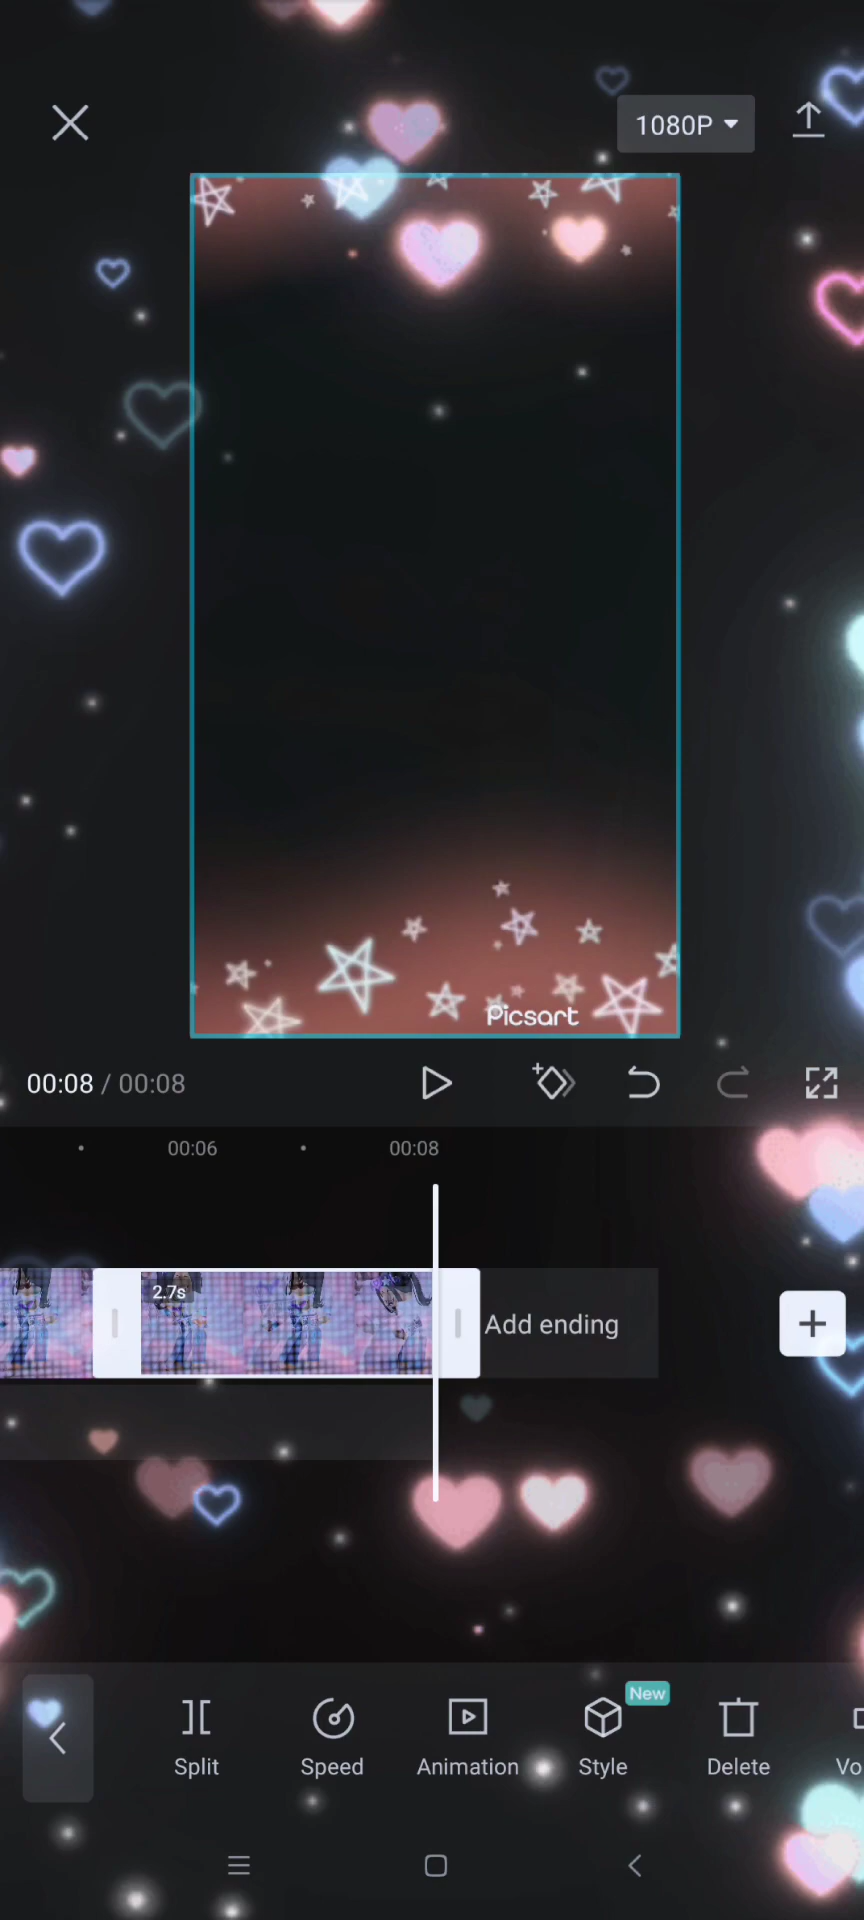 1080P
Picsart
00:08 / 00:08
00:06
00:08
2.7s
Add ending
New
Split
Speed
Animation
Style
Delete
Vo